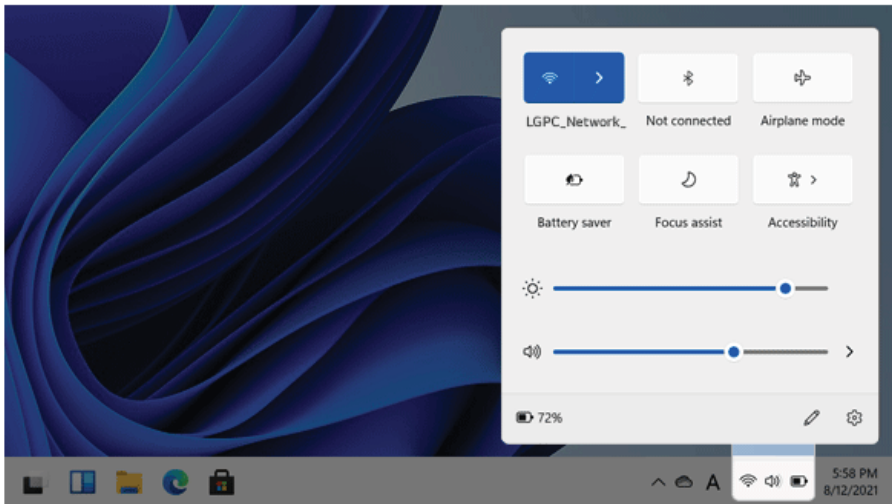 LGPC_Network_
Not connected
Airplane mode
Battery saver
Focus assist
Accessibility
72%
A
5:58 PM
8/12/2021